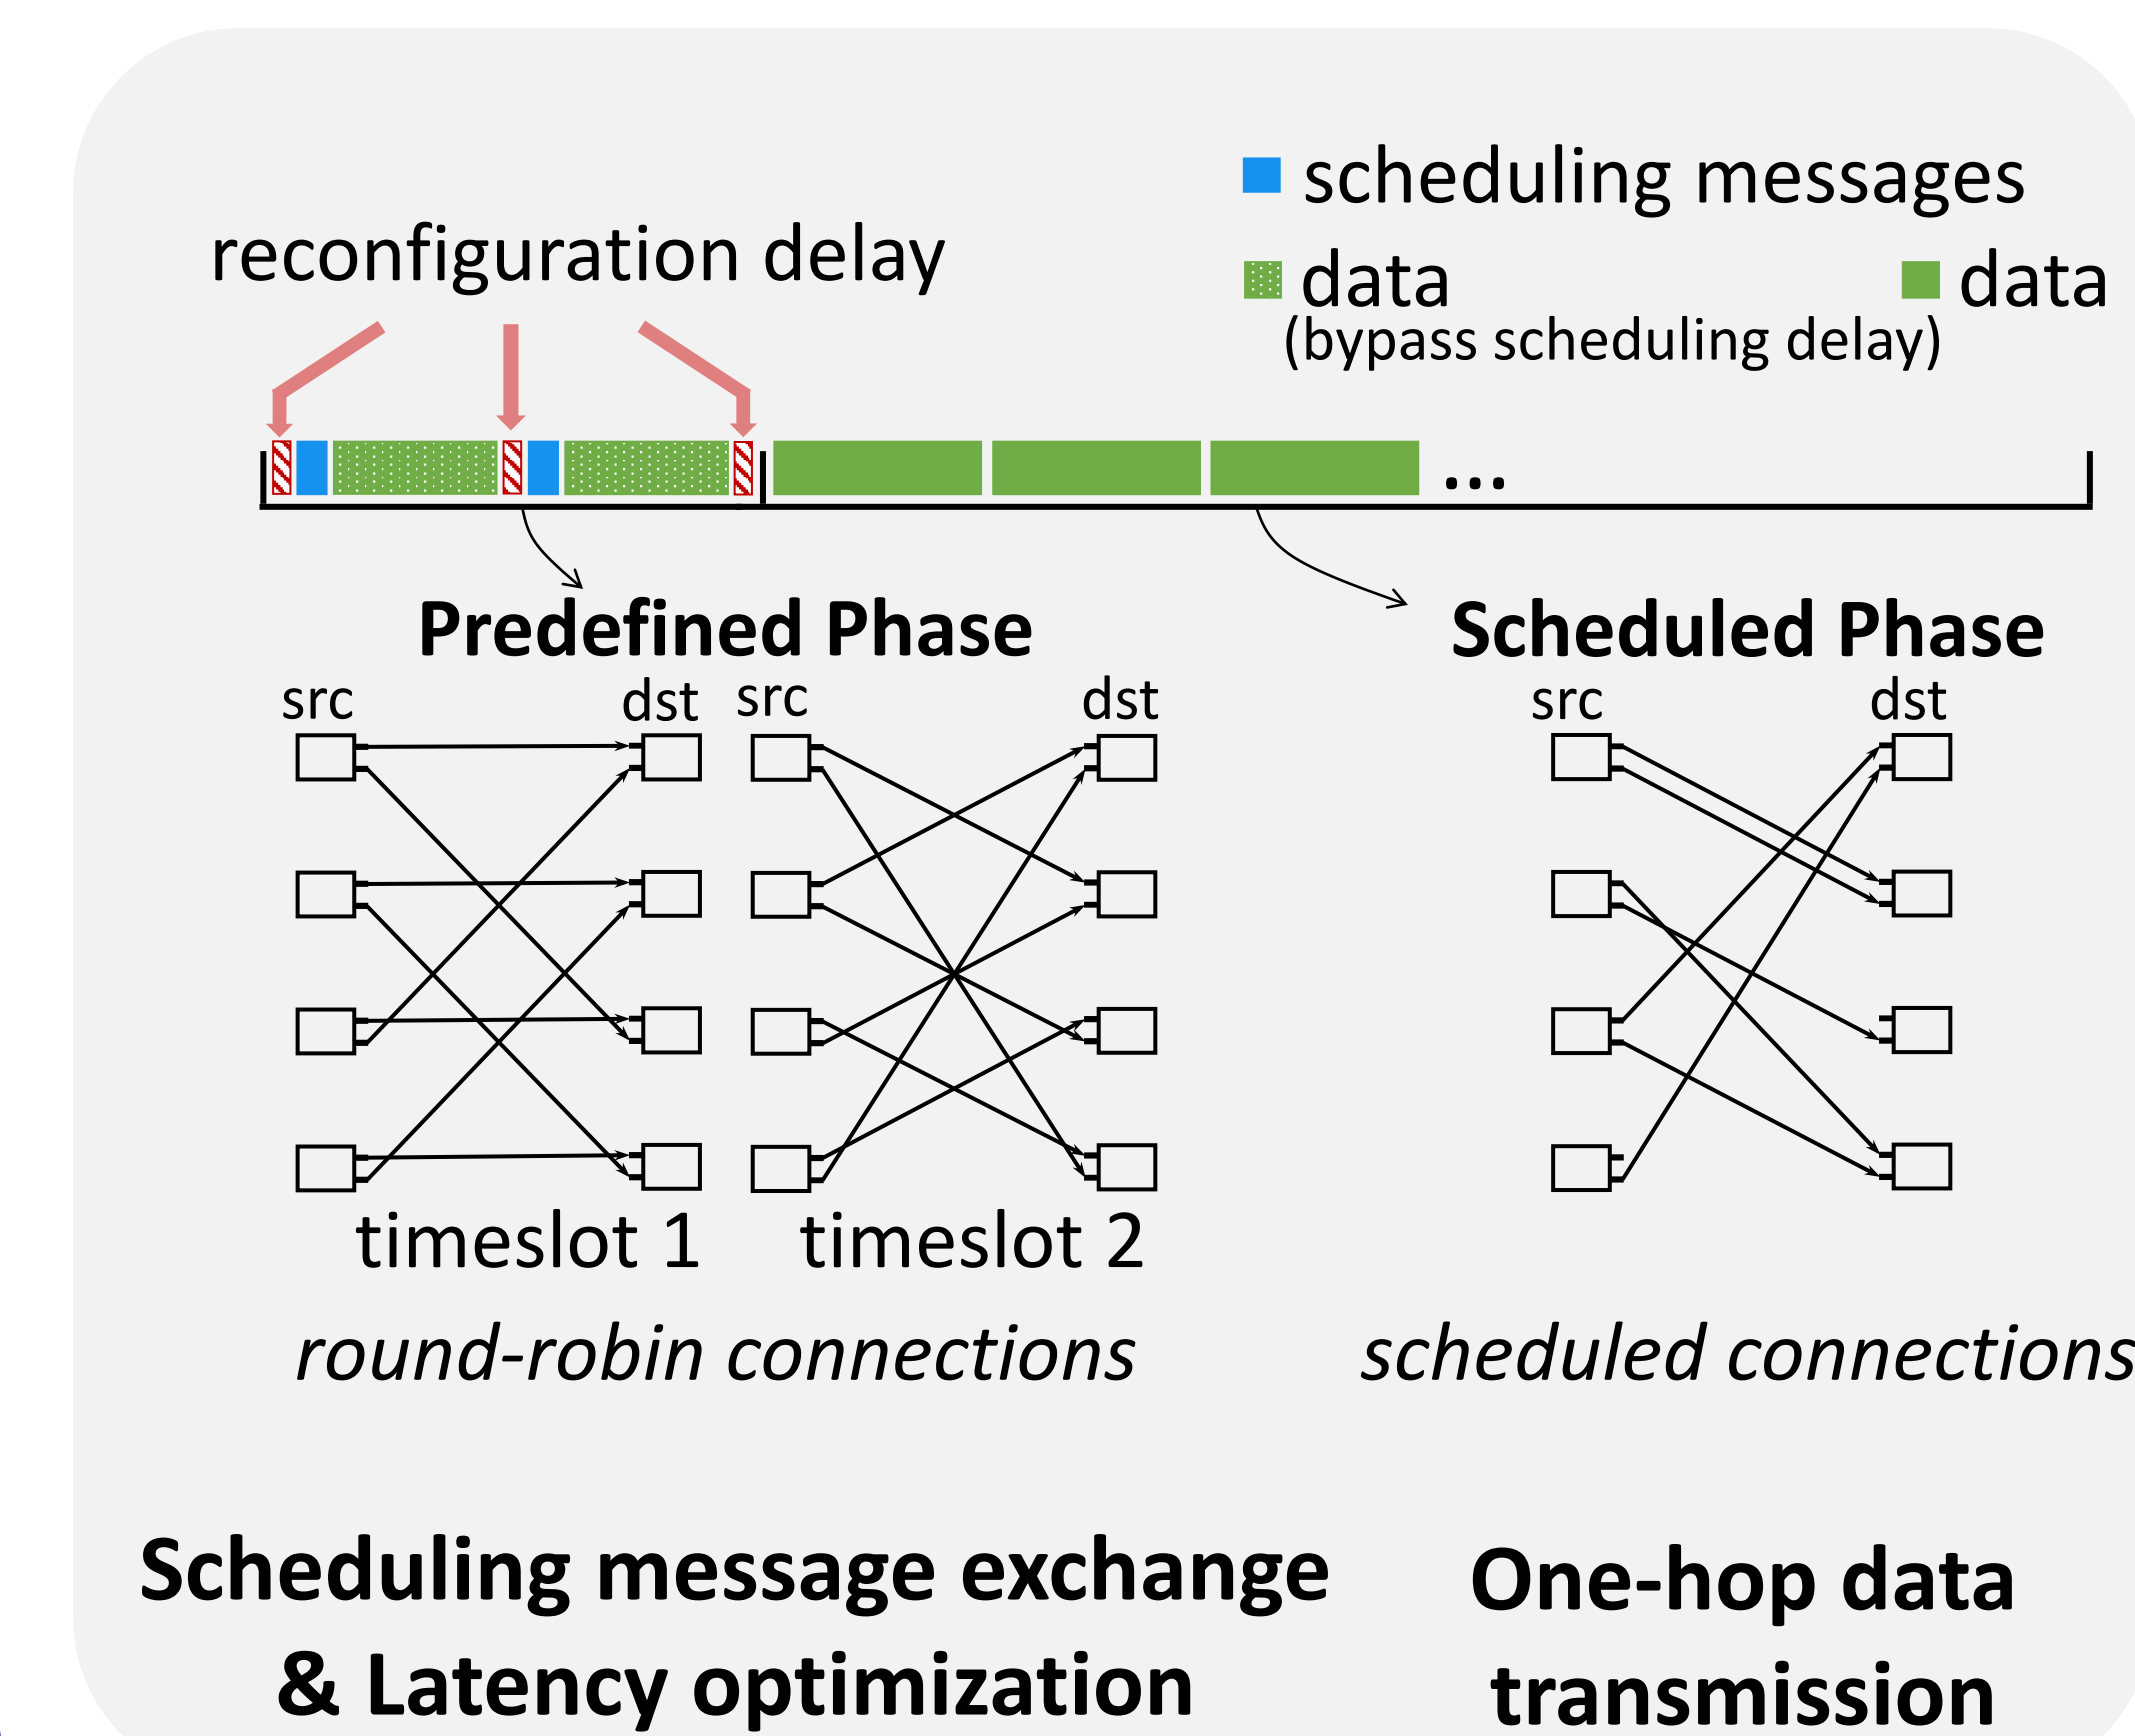 scheduling messages
reconfiguration delay
data
data
(bypass scheduling delay)
...
Predefined Phase
Scheduled Phase
src
dst
src
dst
src
dst
timeslot 1
timeslot 2
round-robin connections
scheduled connections
Scheduling message exchange
& Latency optimization
One-hop data
transmission